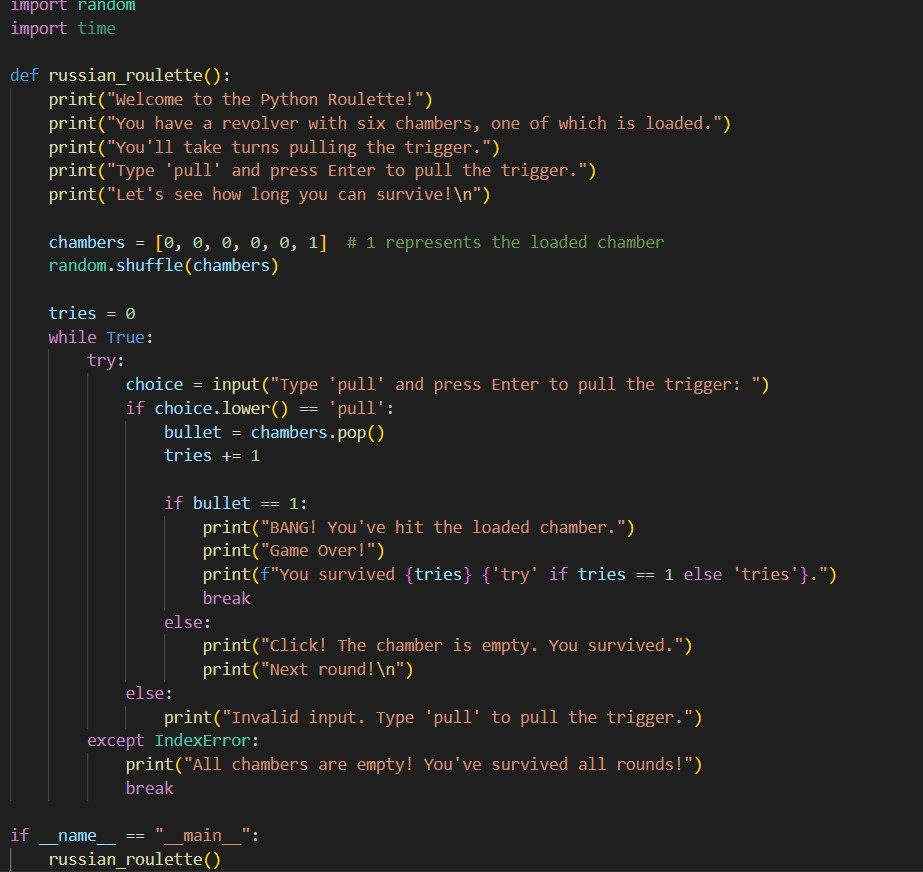 import random
import time
def russian_roulette():
    print("Welcome to the Python Roulette!")
    print("You have a revolver with six chambers, one of which is loaded.")
    print("You'll take turns pulling the trigger.")
    print("Type 'pull' and press Enter to pull the trigger.")
    print("Let's see how long you can survive!\n")
    chambers = [0, 0, 0, 0, 0, 1]  # 1 represents the loaded chamber
    random.shuffle(chambers)
    tries = 0
    while True:
        try:
            choice = input("Type 'pull' and press Enter to pull the trigger: ")
            if choice.lower() == 'pull':
                bullet = chambers.pop()
                tries += 1
                if bullet == 1:
                    print("BANG! You've hit the loaded chamber.")
                    print("Game Over!")
                    print(f"You survived {tries} {'try' if tries == 1 else 'tries'}.")
                    break
                else:
                    print("Click! The chamber is empty. You survived.")
                    print("Next round!\n")
            else:
                print("Invalid input. Type 'pull' to pull the trigger.")
        except IndexError:
            print("All chambers are empty! You've survived all rounds!")
            break
if __name__ == "__main__":
    russian_roulette()